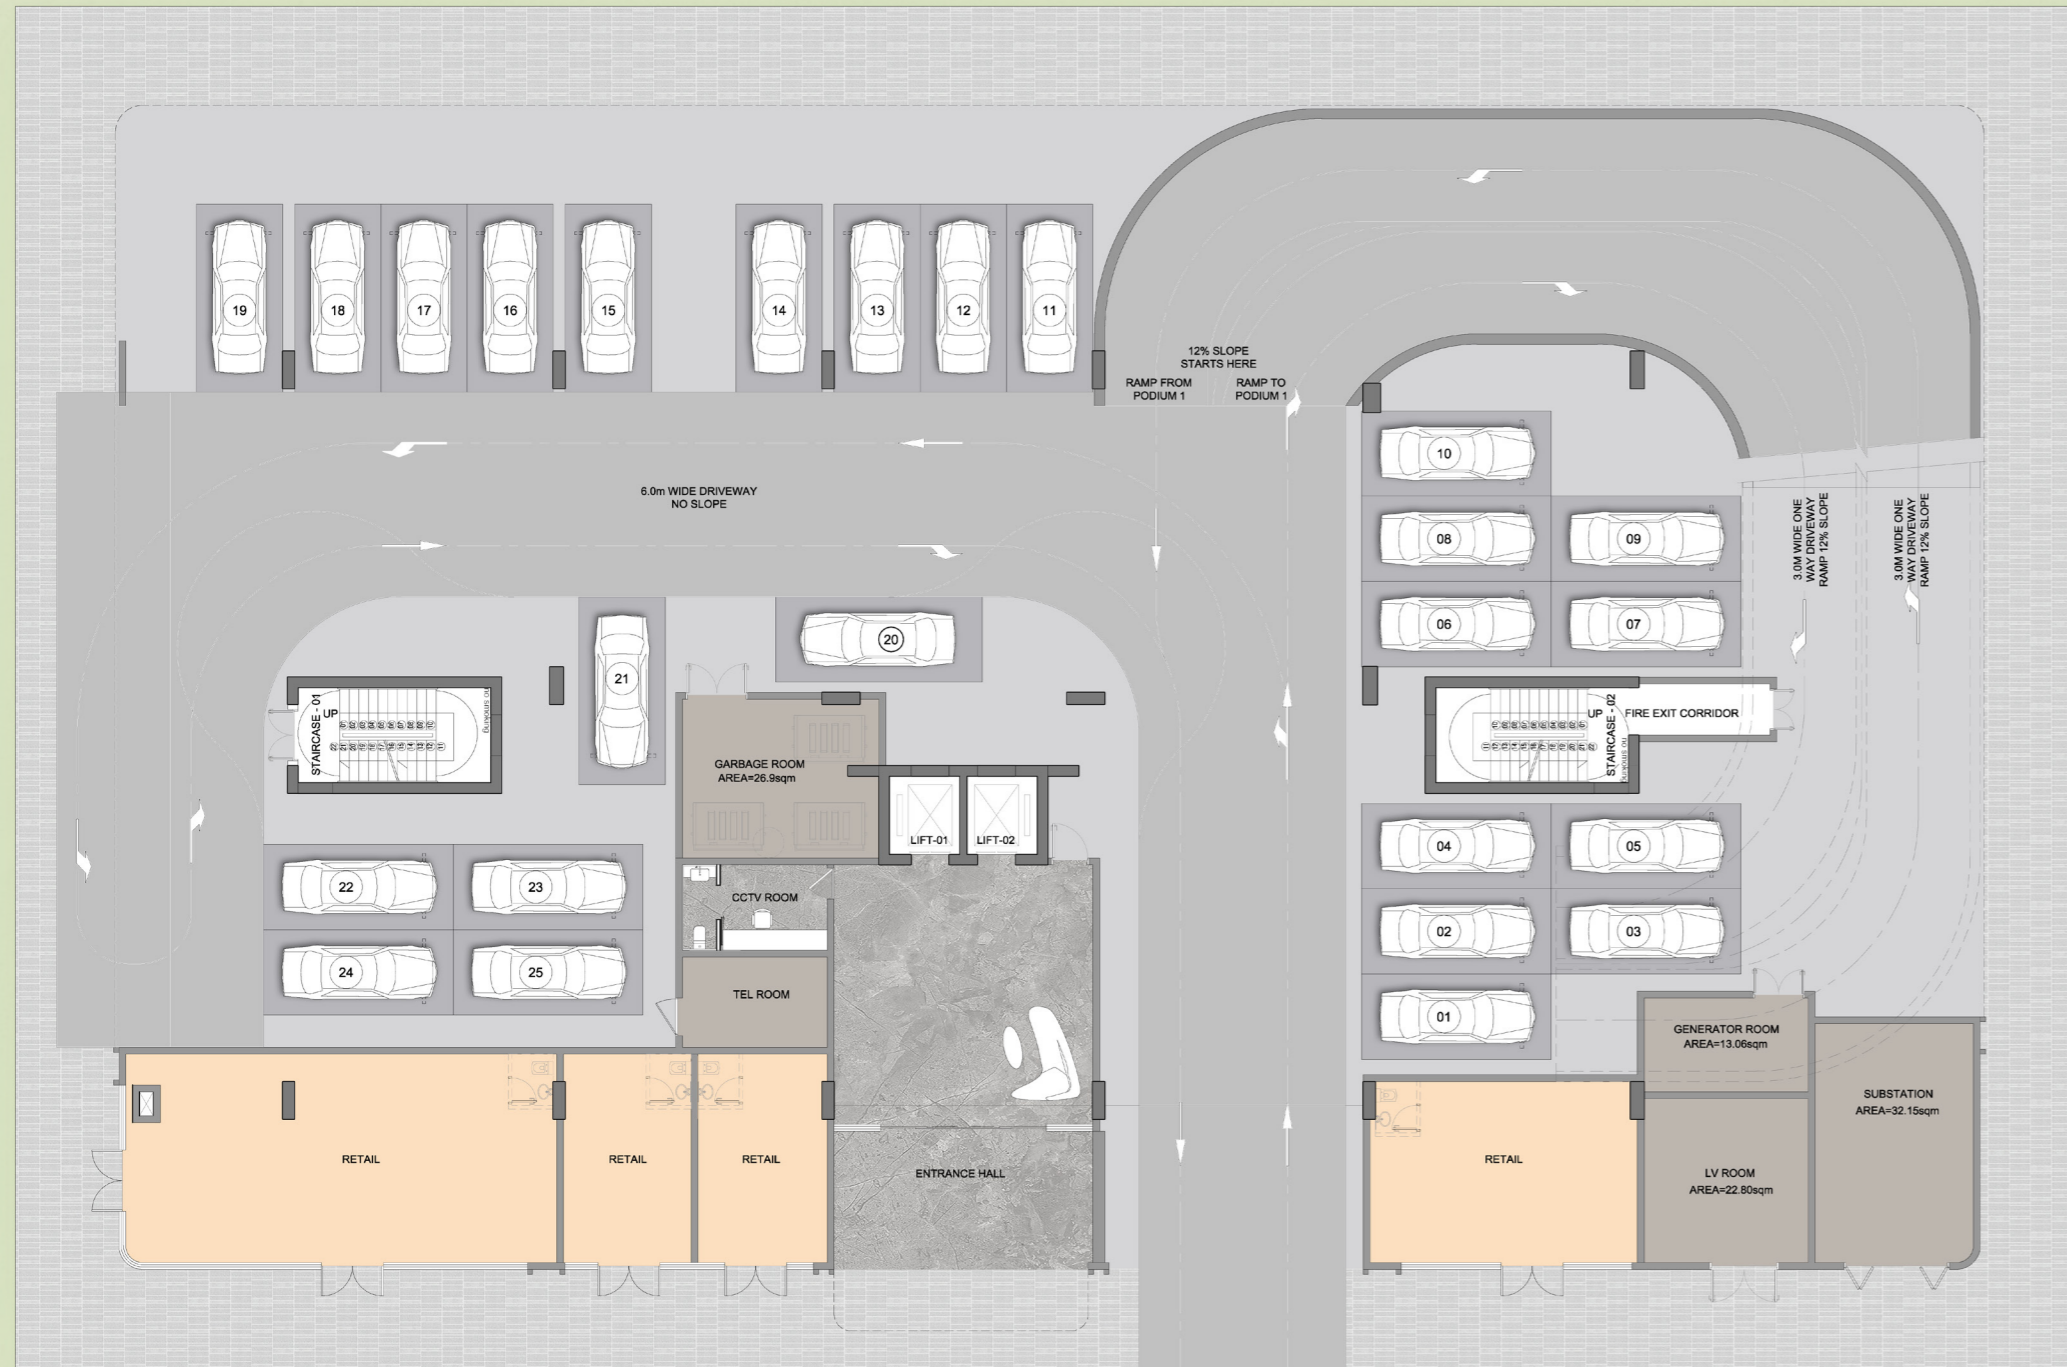 19
18
17
16
15
14
13
12
11
12% SLOPE
STARTS HERE
RAMP FROM
PODIUM 1
RAMP TO
PODIUM 1
10
6.0m WIDE DRIVEWAY
NO SLOPE
08
09
3.0M WIDE ONE
WAY DRIVEWAY
RAMP 12% SLOPE
3.0M WIDE ONE
WAY DRIVEWAY
RAMP 12% SLOPE
06
07
20
21
STAIRCASE - 01
UP
no smoking
UP
STAIRCASE - 02
no smoking
FIRE EXIT CORRIDOR
GARBAGE ROOM
AREA=26.9sqm
LIFT-01
LIFT-02
04
05
22
23
CCTV ROOM
02
03
24
25
TEL ROOM
01
GENERATOR ROOM
AREA=13.06sqm
SUBSTATION
AREA=32.15sqm
RETAIL
RETAIL
RETAIL
ENTRANCE HALL
RETAIL
LV ROOM
AREA=22.80sqm